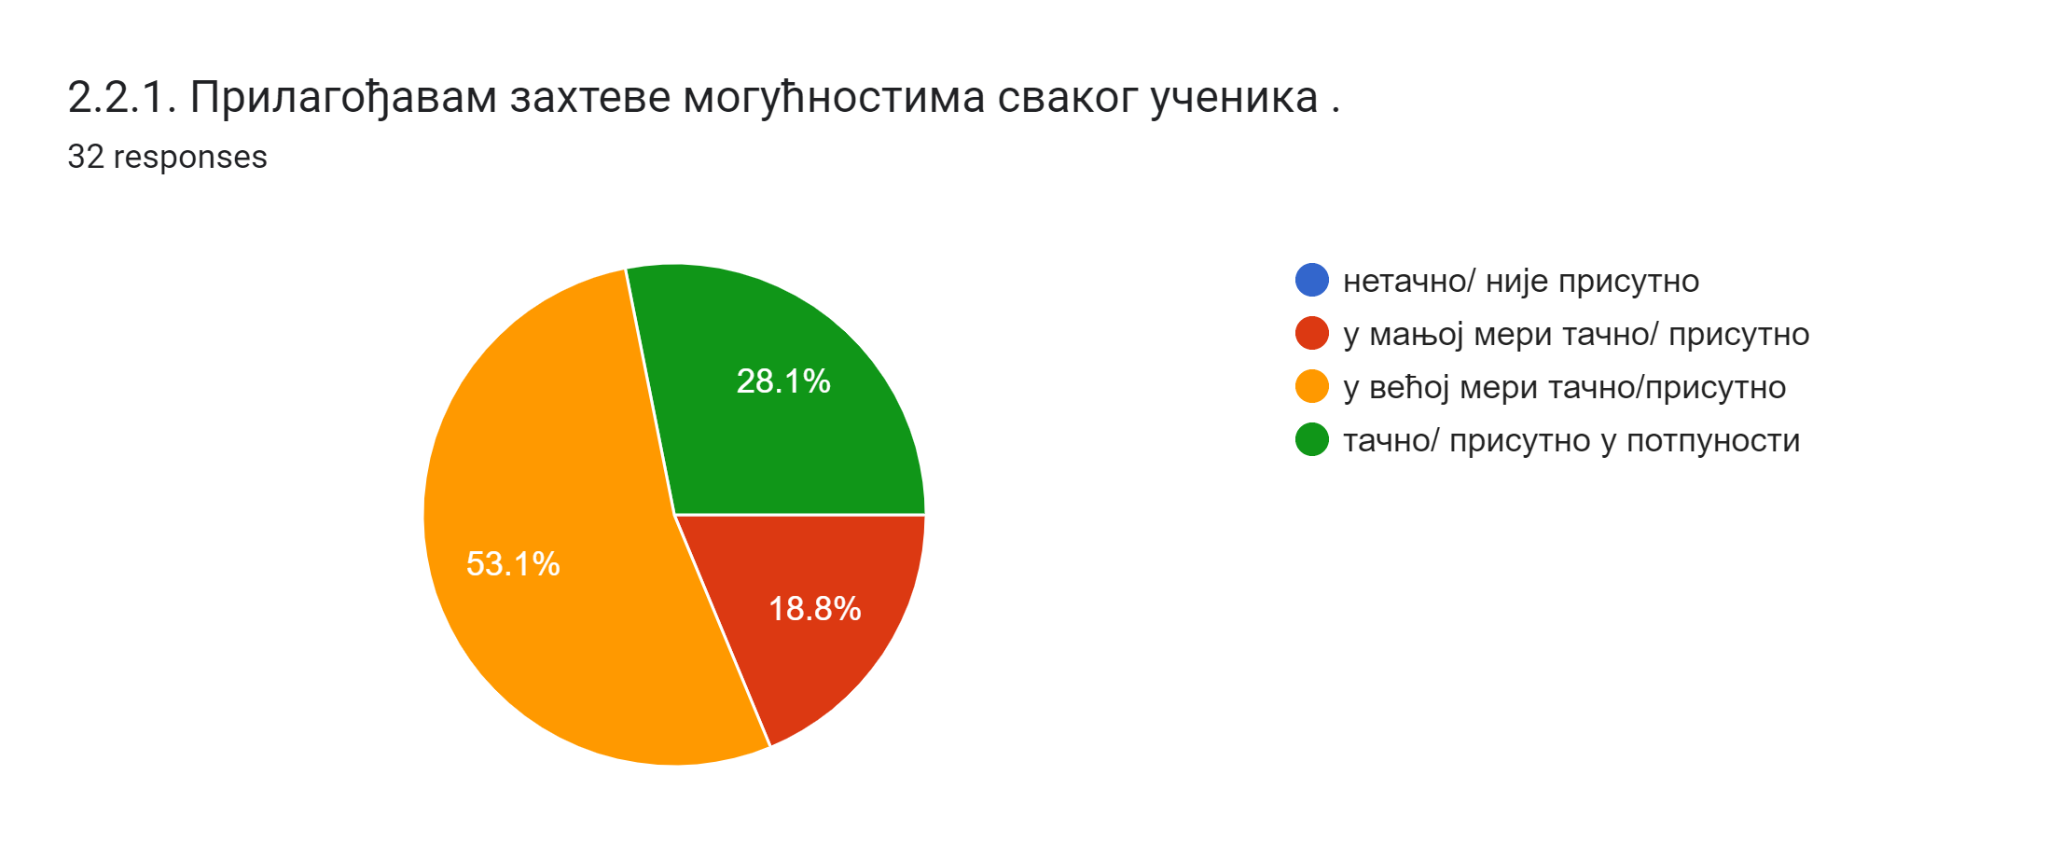 2.2.1. Прилагођавам захтеве могућностима сваког ученика .
32 responses
нетачно/ није присутно
у мањој мери тачно/ присутно
у већој мери тачно/присутно
тачно/ присутно у потпуности
28.1%
53.1%
18.8%